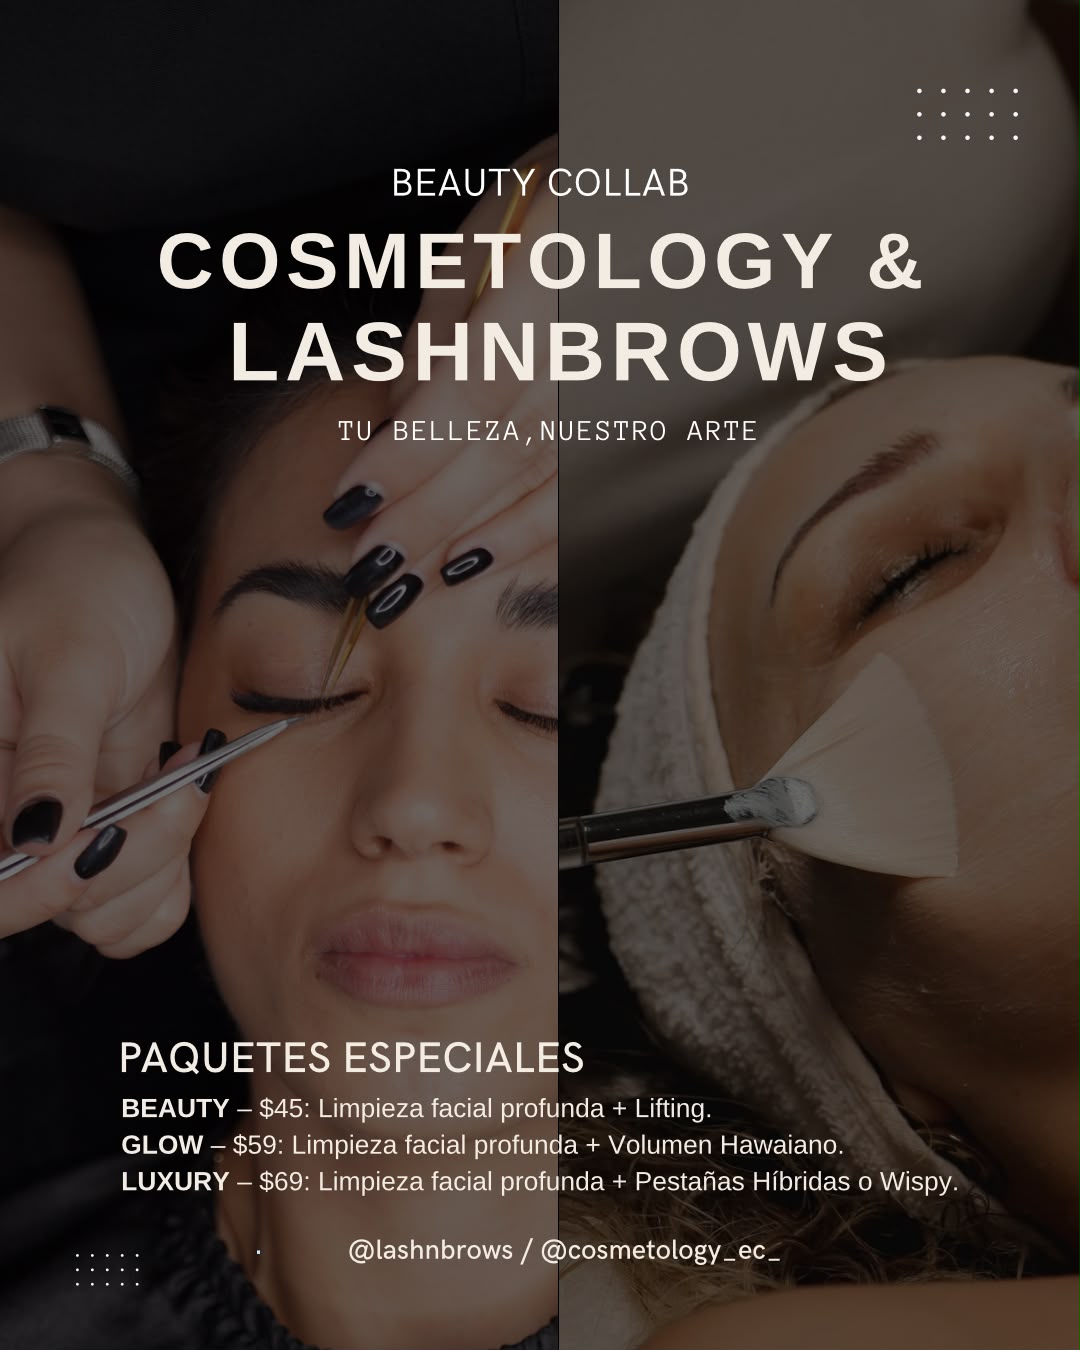 BEAUTY COLLAB
COSMETOLOGY &
LASHNBROWS
TU BELLEZA,NUESTRO ARTE
PAQUETES ESPECIALES
BEAUTY – $45: Limpieza facial profunda + Lifting.
GLOW – $59: Limpieza facial profunda + Volumen Hawaiano.
LUXURY – $69: Limpieza facial profunda + Pestañas Híbridas o Wispy.
. @lashnbrows / @cosmetology_ec_